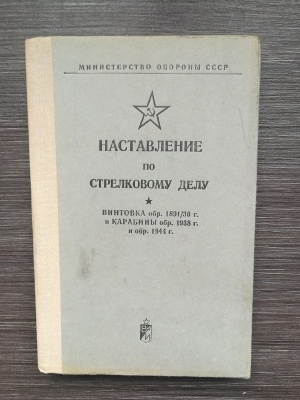 МИНИСТЕРСТВО ОБОРОНЫ СССР
НАСТАВЛЕНИЕ
ПО
СТРЕЛКОВОМУ ДЕЛУ
ВИНТОВКА обр. 1891/30 г.
и КАРАБИНЫ обр. 1938 г.
и обр. 1944 г.